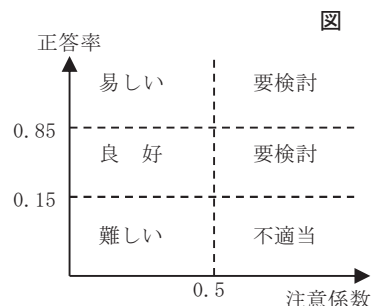 図
正答率
易しい 要検討
0.85
良 好 要検討
0.15
難しい 不適当
0.5
注意係数